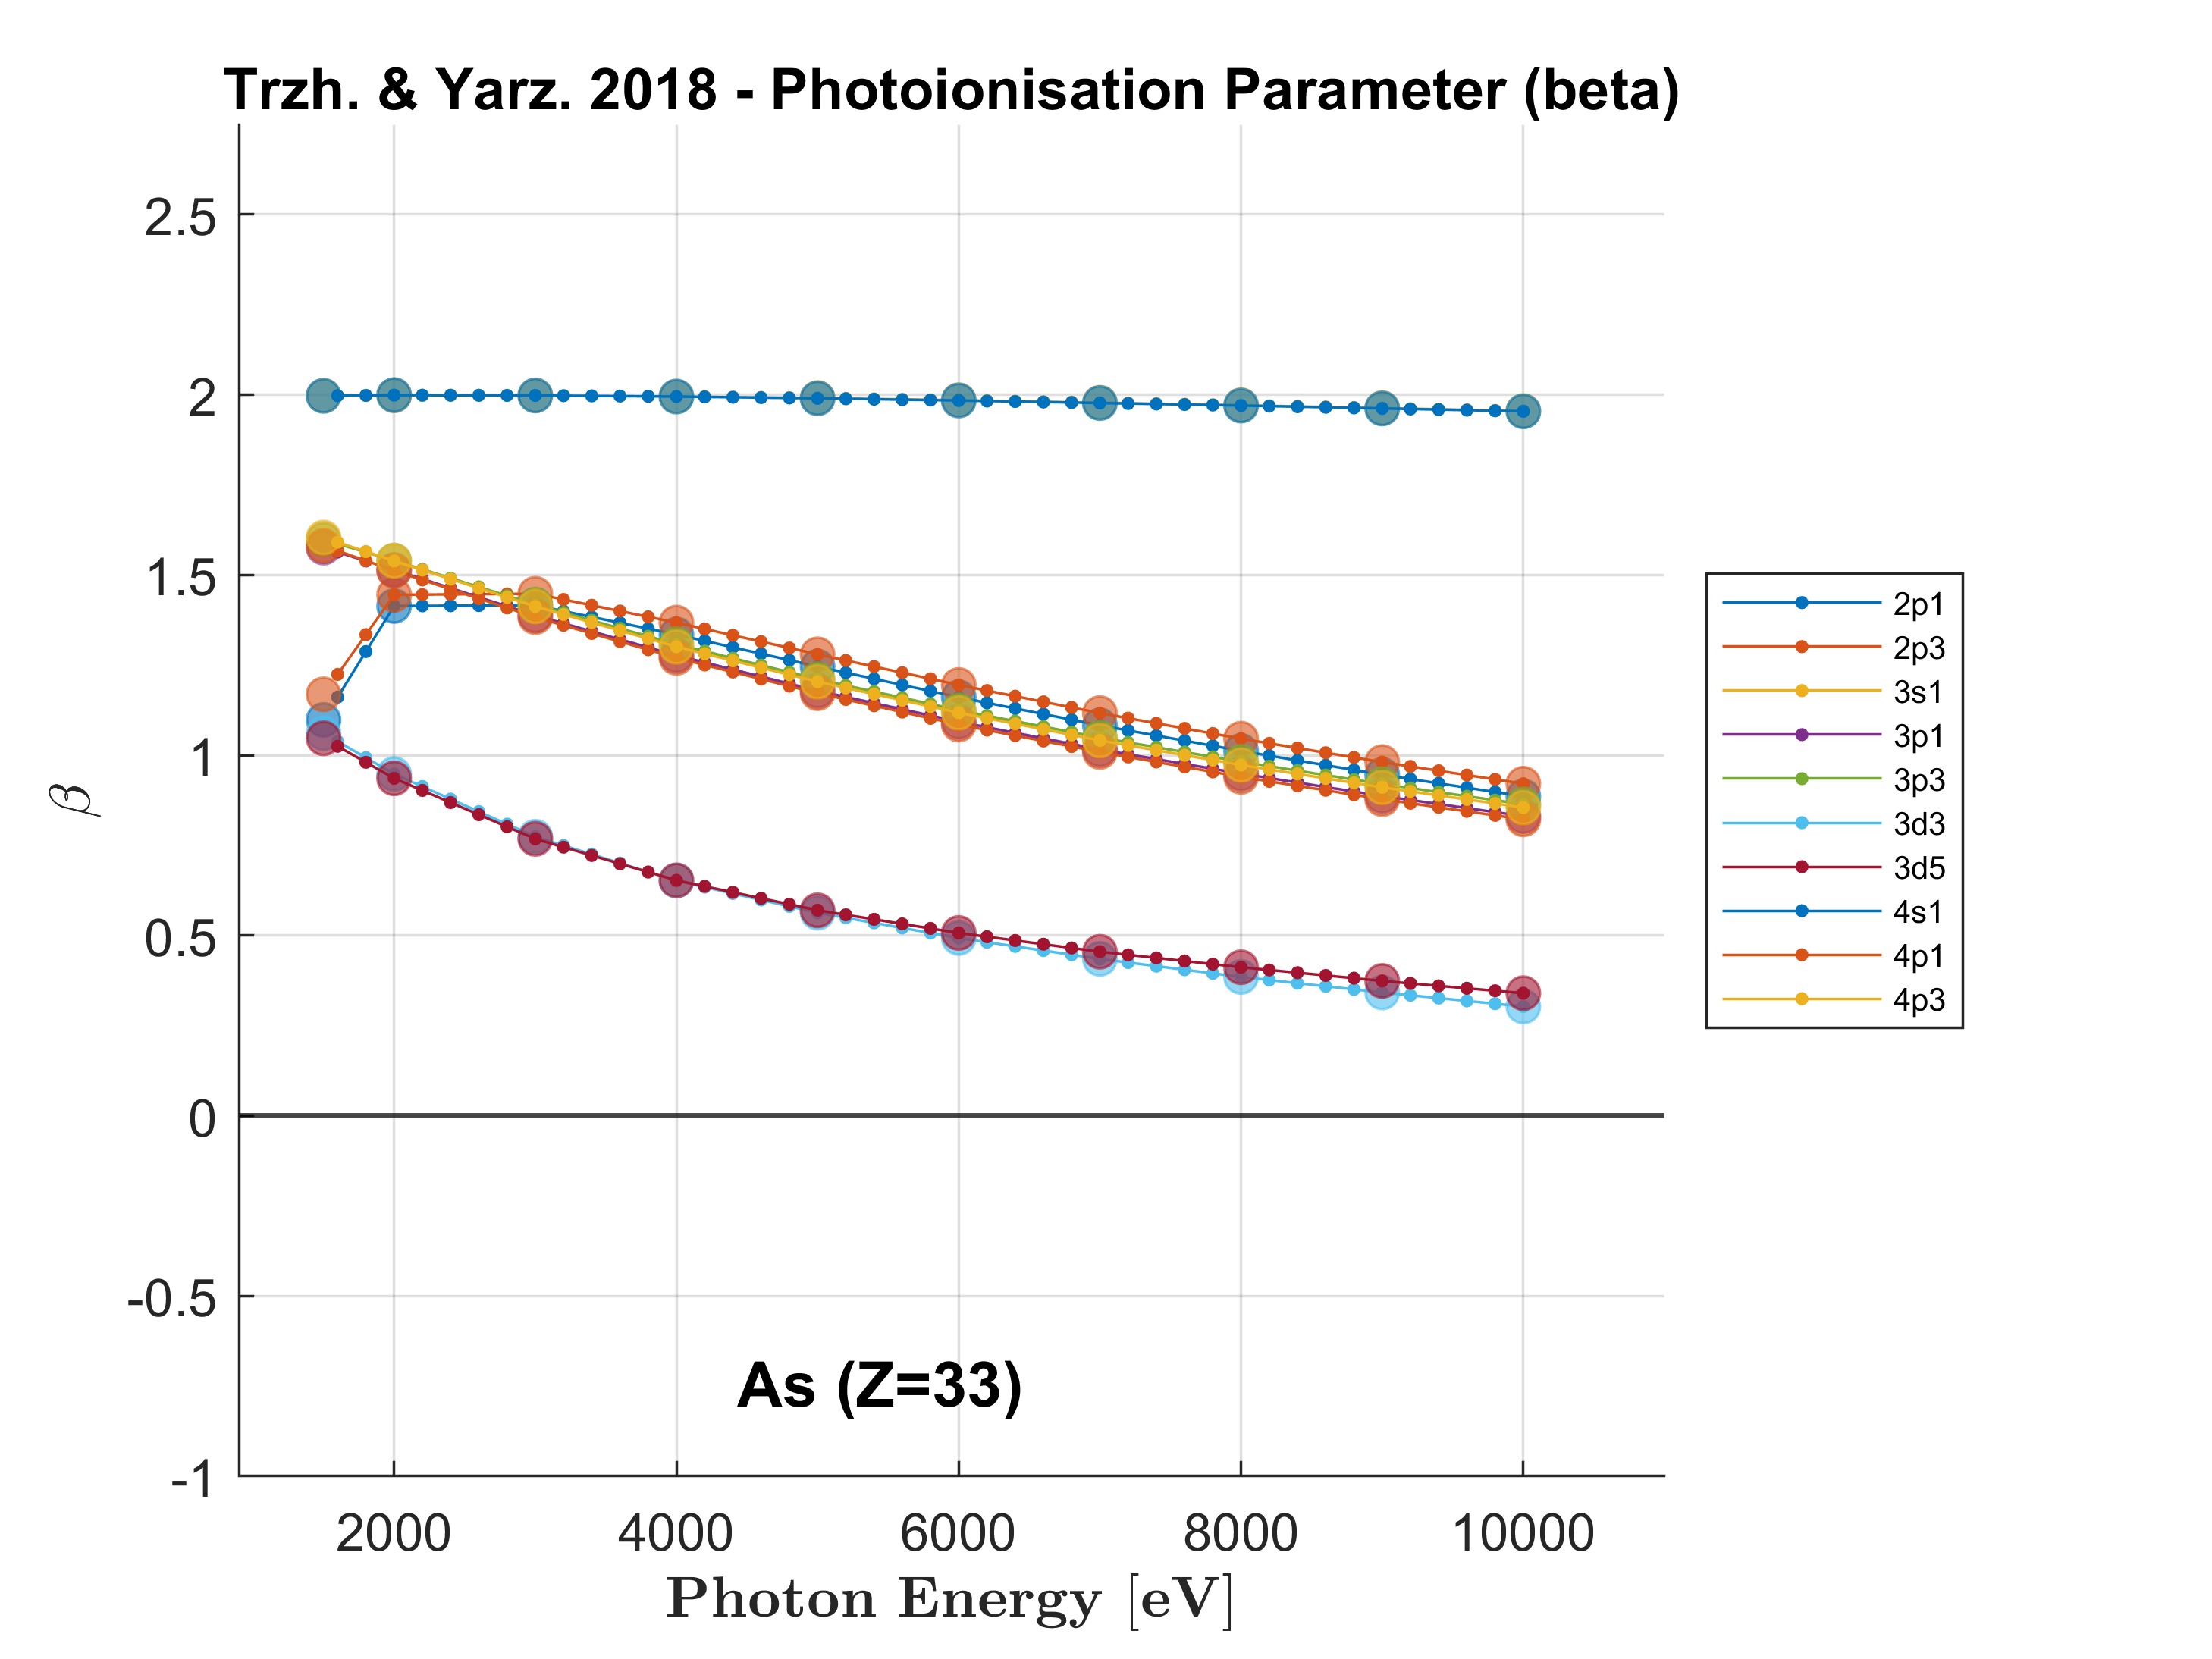 Trzh. & Yarz. 2018 - Photoionisation Parameter (beta)
2.5
2
1.5
1
0.5
0
-0.5
-1
β
2p1
2p3
3s1
3p1
3p3
3d3
3d5
4s1
4p1
4p3
As (Z=33)
2000 4000 6000 8000 10000
Photon Energy [eV]